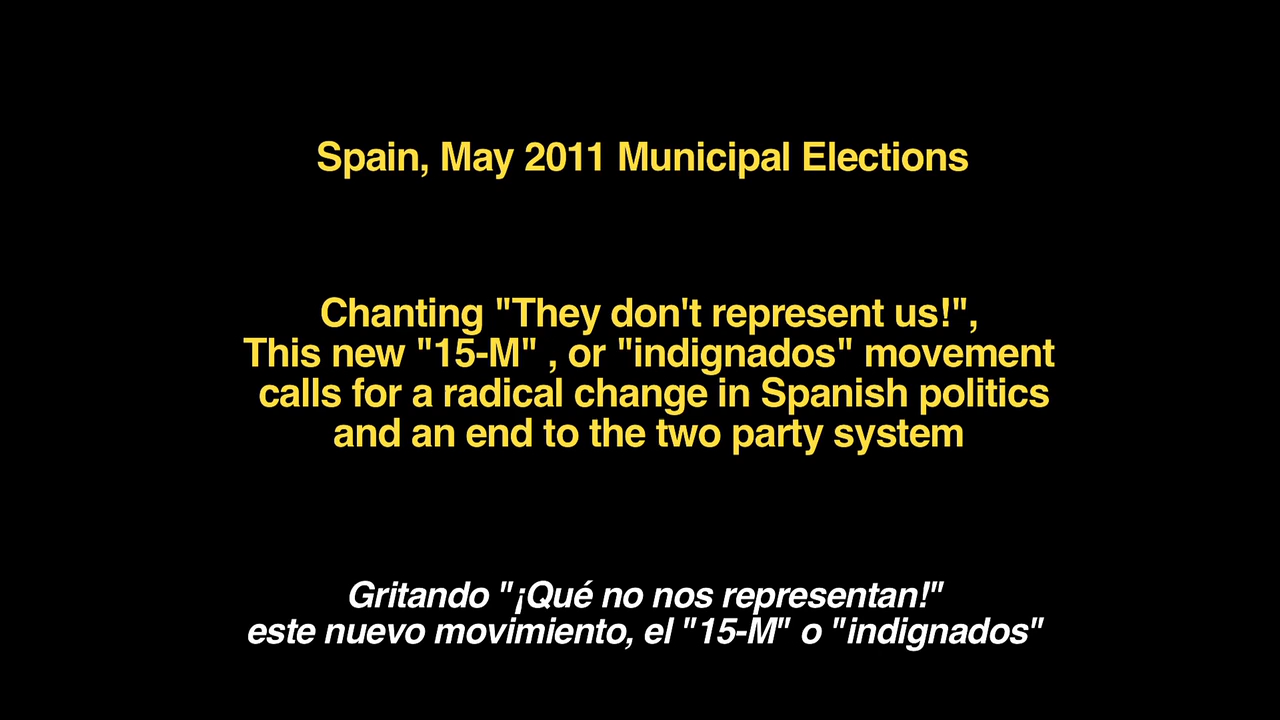 Spain, May 2011 Municipal Elections
Chanting "They don't represent us!",
This new "15-M" , or "indignados" movement
calls for a radical change in Spanish politics
and an end to the two party system
Gritando "¡Qué no nos representan!"
este nuevo movimiento, el "15-M" o "indignados"